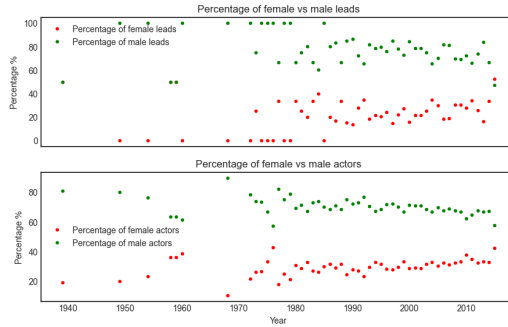 Percentage of female vs male leads
100
80
60
40
20
0
Percentage %
Percentage of female leads
Percentage of male leads
Percentage of female vs male actors
80
60
40
20
Percentage %
Percentage of female actors
Percentage of male actors
1940 1950 1960 1970 1980 1990 2000 2010
Year